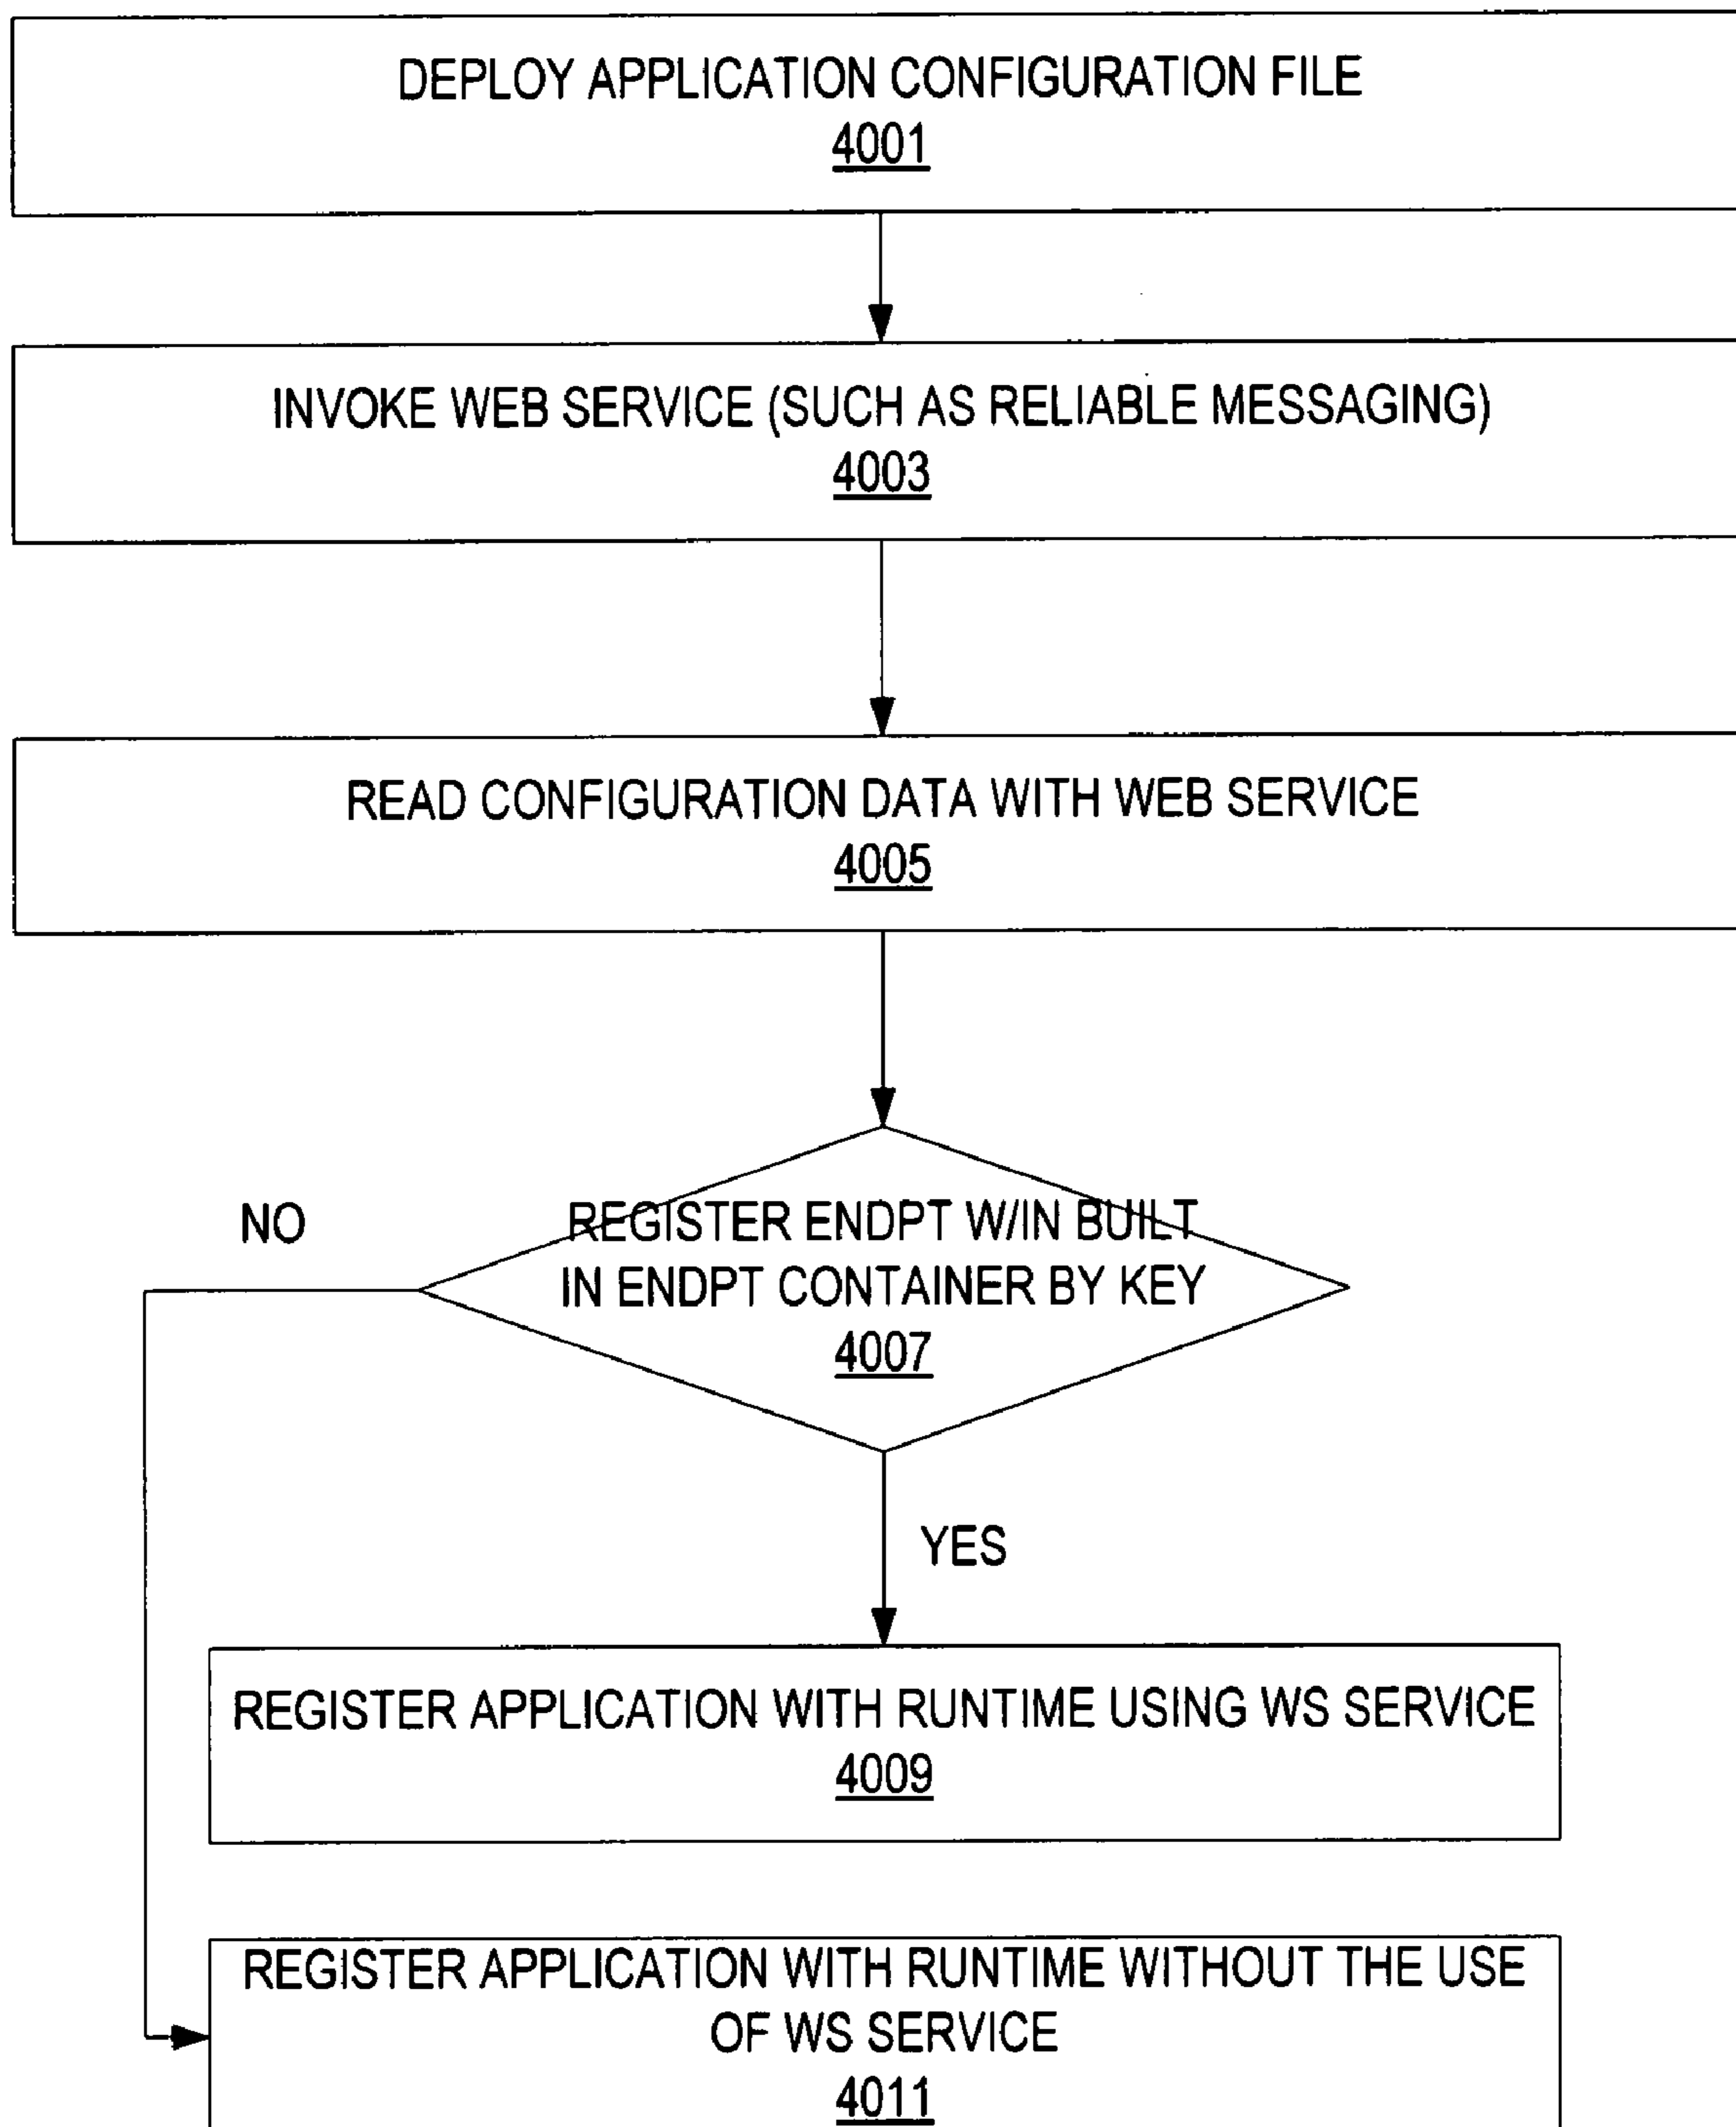 DEPLOY APPLICATION CONFIGURATION FILE
4001
INVOKE WEB SERVICE (SUCH AS RELIABLE MESSAGING)
4003
READ CONFIGURATION DATA WITH WEB SERVICE
4005
NO
REGISTER ENDPT W/IN BUILT
IN ENDPT CONTAINER BY KEY
4007
YES
REGISTER APPLICATION WITH RUNTIME USING WS SERVICE
4009
REGISTER APPLICATION WITH RUNTIME WITHOUT THE USE
OF WS SERVICE
4011